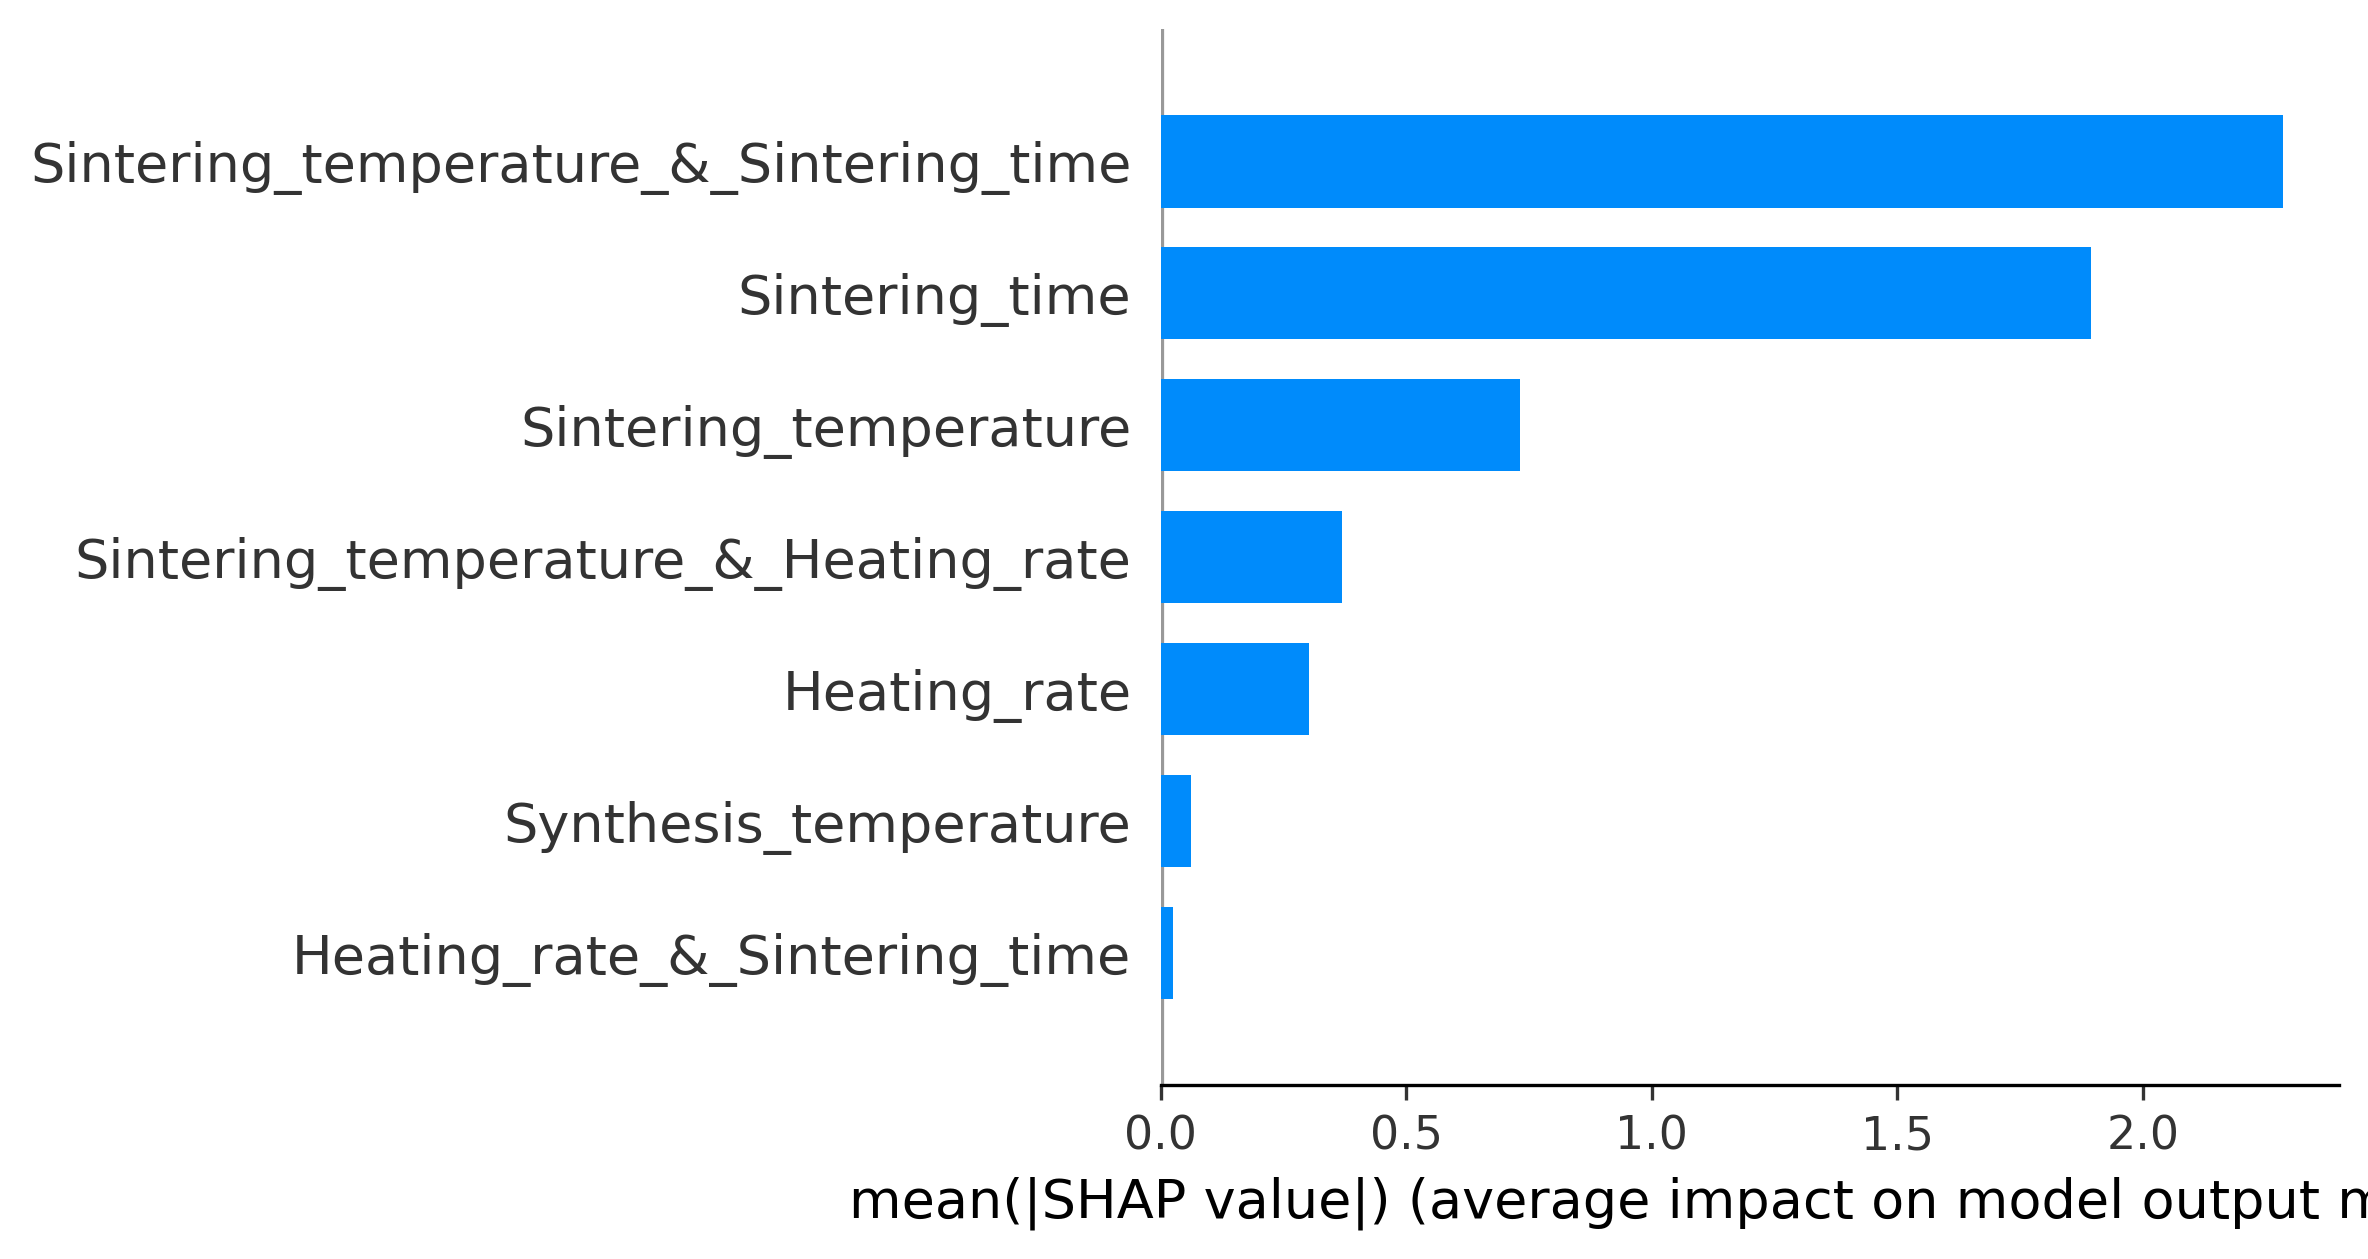 Sintering_temperature_&_Sintering_time
Sintering_time
Sintering_temperature
Sintering_temperature_&_Heating_rate
Heating_rate
Synthesis_temperature
Heating_rate_&_Sintering_time
0.0 0.5 1.0 1.5 2.0
mean(|SHAP value|) (average impact on model output